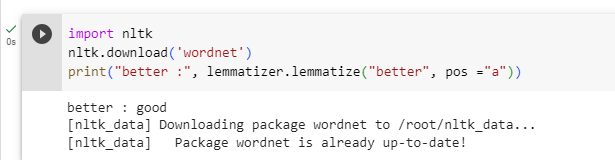 import nltk
0s
nltk.download('wordnet')
print("better :", lemmatizer.lemmatize("better", pos ="a"))
better : good
[nltk_data] Downloading package wordnet to /root/nltk_data...
[nltk_data]   Package wordnet is already up-to-date!